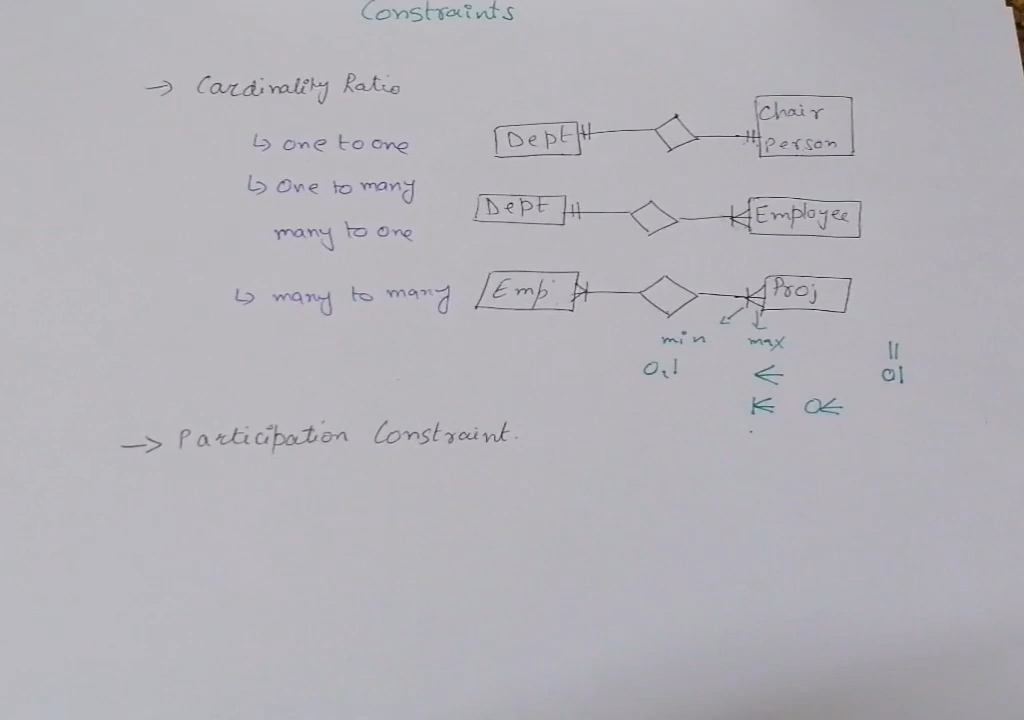 Constraints
→ Cardinality Ratio
↳ one to one
Dept
Chair
person
↳ One to many
Dept
Employee
many to one
↳ many to many
Emp
Proj
min
max
0,1
||
01
→ Participation Constraint.